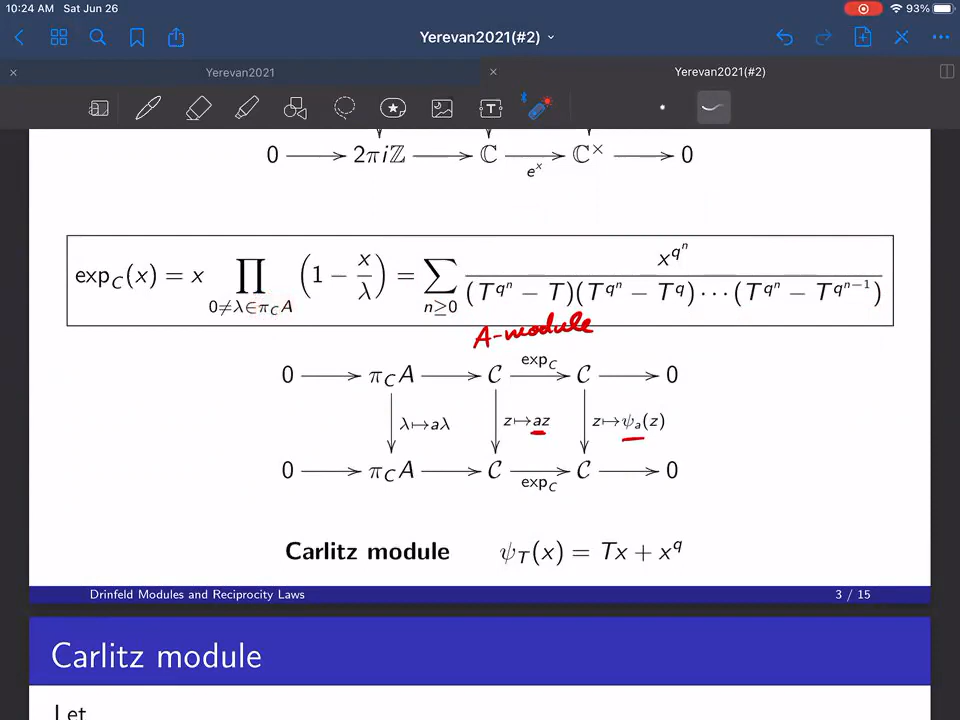 10:24 AM Sat Jun 26
93%
Yerevan2021(#2)
Yerevan2021
Yerevan2021(#2)
0 → 2πiℤ → ℂ →_{e^x} ℂ^× → 0
exp_C(x) = x ∏_{0≠λ∈π_C A} (1 − x/λ) = ∑_{n≥0} x^{q^n} / (T^{q^n} − T)(T^{q^n} − T^q) ⋯ (T^{q^n} − T^{q^{n−1}})
A-module
0 → π_C A → 𝒞 →^{exp_C} 𝒞 → 0
λ↦aλ z↦az z↦ψ_a(z)
0 → π_C A → 𝒞 →_{exp_C} 𝒞 → 0
Carlitz module ψ_T(x) = Tx + x^q
Drinfeld Modules and Reciprocity Laws 3 / 15
Carlitz module
Let